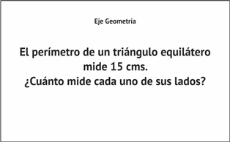 Eje Geometría
El perímetro de un triángulo equilátero
mide 15 cms.
¿Cuánto mide cada uno de sus lados?